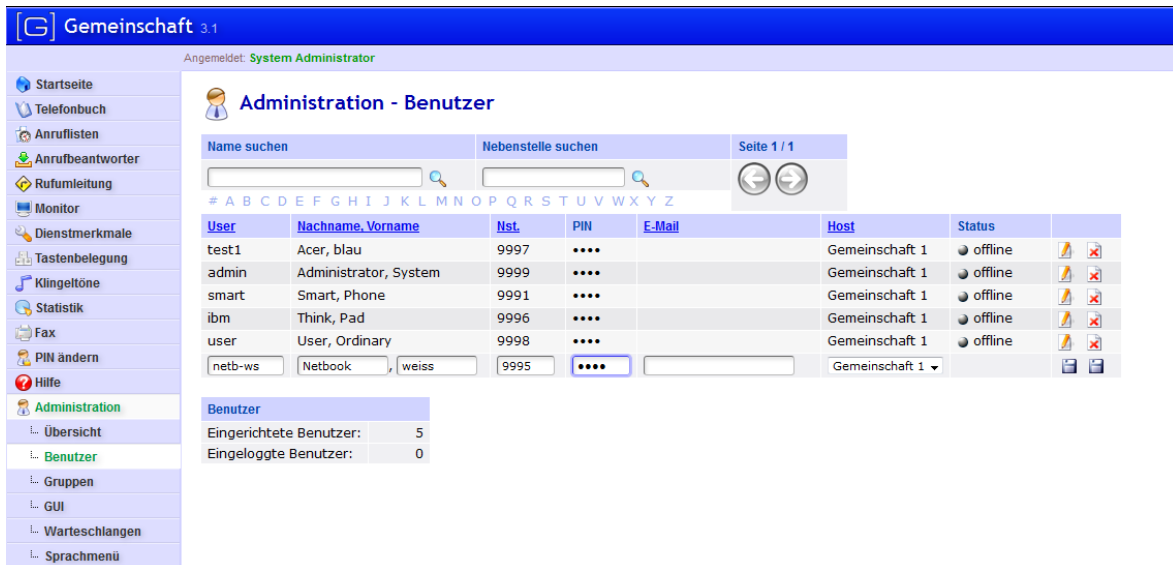 [G] Gemeinschaft 3.1
Angemeldet: System Administrator
Startseite
Telefonbuch
Anruflisten
Anrufbeantworter
Rufumleitung
Monitor
Dienstmerkmale
Tastenbelegung
Klingeltöne
Statistik
Fax
PIN ändern
Hilfe
Administration
Übersicht
Benutzer
Gruppen
GUI
Warteschlangen
Sprachmenü
Administration - Benutzer
Name suchen Nebenstelle suchen Seite 1 / 1
# A B C D E F G H I J K L M N O P Q R S T U V W X Y Z
User Nachname, Vorname Nst. PIN E-Mail Host Status
test1 Acer, blau 9997 •••• Gemeinschaft 1 offline
admin Administrator, System 9999 •••• Gemeinschaft 1 offline
smart Smart, Phone 9991 •••• Gemeinschaft 1 offline
ibm Think, Pad 9996 •••• Gemeinschaft 1 offline
user User, Ordinary 9998 •••• Gemeinschaft 1 offline
netb-ws Netbook , weiss 9995 •••• Gemeinschaft 1
Benutzer
Eingerichtete Benutzer: 5
Eingeloggte Benutzer: 0